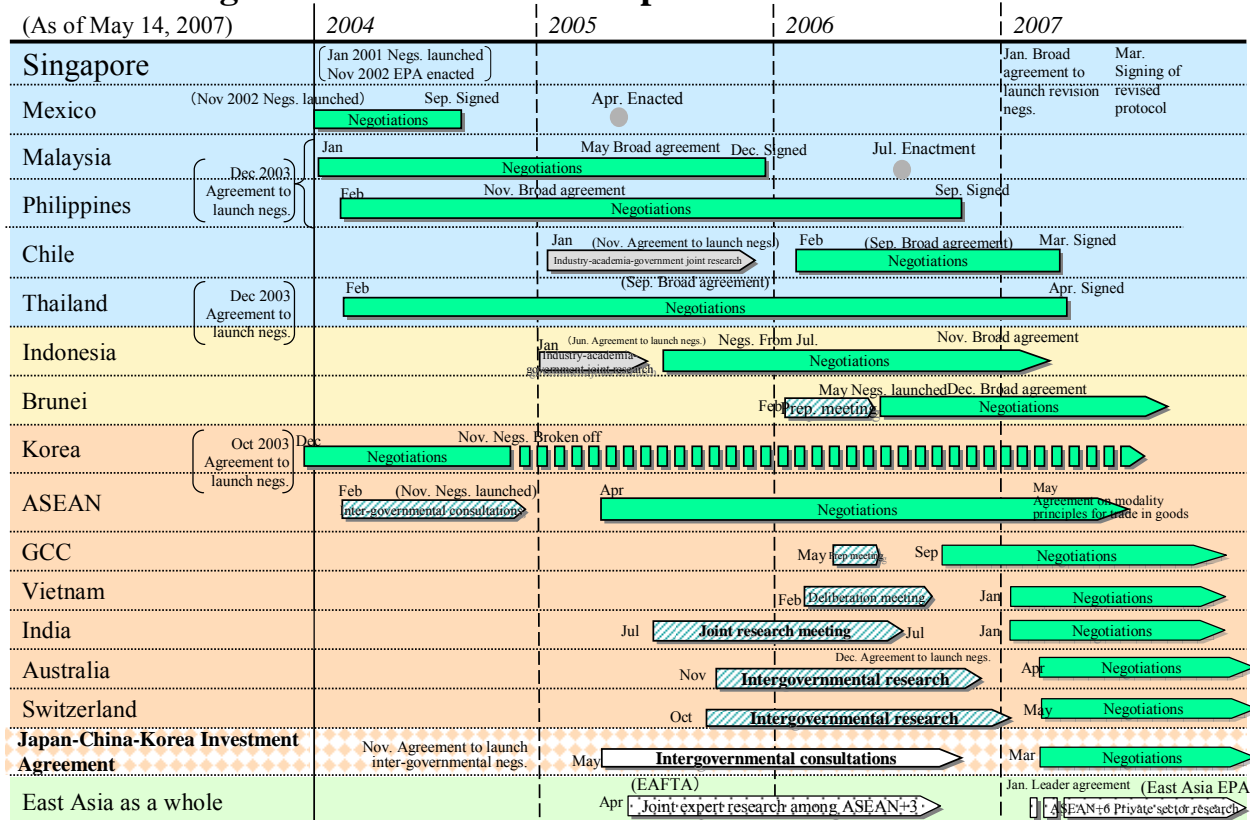 (As of May 14, 2007) 2004 2005 2006 2007
Singapore
Jan 2001 Negs. launched
Nov 2002 EPA enacted
Jan. Broad
agreement to
launch revision
negs.
Mar.
Signing of
revised
protocol
Mexico
(Nov 2002 Negs. launched)
Sep. Signed
Negotiations
Apr. Enacted
Malaysia
Jan
May Broad agreement
Dec. Signed
Negotiations
Jul. Enactment
Dec 2003
Agreement to
launch negs.
Philippines
Feb
Nov. Broad agreement
Sep. Signed
Negotiations
Chile
Jan
(Nov. Agreement to launch negs.)
Industry-academia-government joint research
Feb
(Sep. Broad agreement)
Mar. Signed
Negotiations
Thailand
Dec 2003
Agreement to
launch negs.
Feb
(Sep. Broad agreement)
Apr. Signed
Negotiations
Indonesia
Jan
(Jun. Agreement to launch negs.)
Industry-academia-
government joint research
Negs. From Jul.
Nov. Broad agreement
Negotiations
Brunei
Feb
Prep. meeting
May Negs. launched
Dec. Broad agreement
Negotiations
Korea
Oct 2003
Agreement to
launch negs.
Dec
Nov. Negs. Broken off
Negotiations
ASEAN
Feb
(Nov. Negs. launched)
Inter-governmental consultations
Apr
Negotiations
May
Agreement on modality
principles for trade in goods
GCC
May
Prep meeting
Sep
Negotiations
Vietnam
Feb
Deliberation meeting
Jan
Negotiations
India
Jul
Joint research meeting
Jul
Jan
Negotiations
Australia
Nov
Dec. Agreement to launch negs.
Intergovernmental research
Apr
Negotiations
Switzerland
Oct
Intergovernmental research
May
Negotiations
Japan-China-Korea Investment
Agreement
Nov. Agreement to launch
inter-governmental negs.
May
Intergovernmental consultations
Mar
Negotiations
East Asia as a whole
(EAFTA)
Apr
Joint expert research among ASEAN+3
Jan. Leader agreement
(East Asia EPA
ASEAN+6 Private sector research